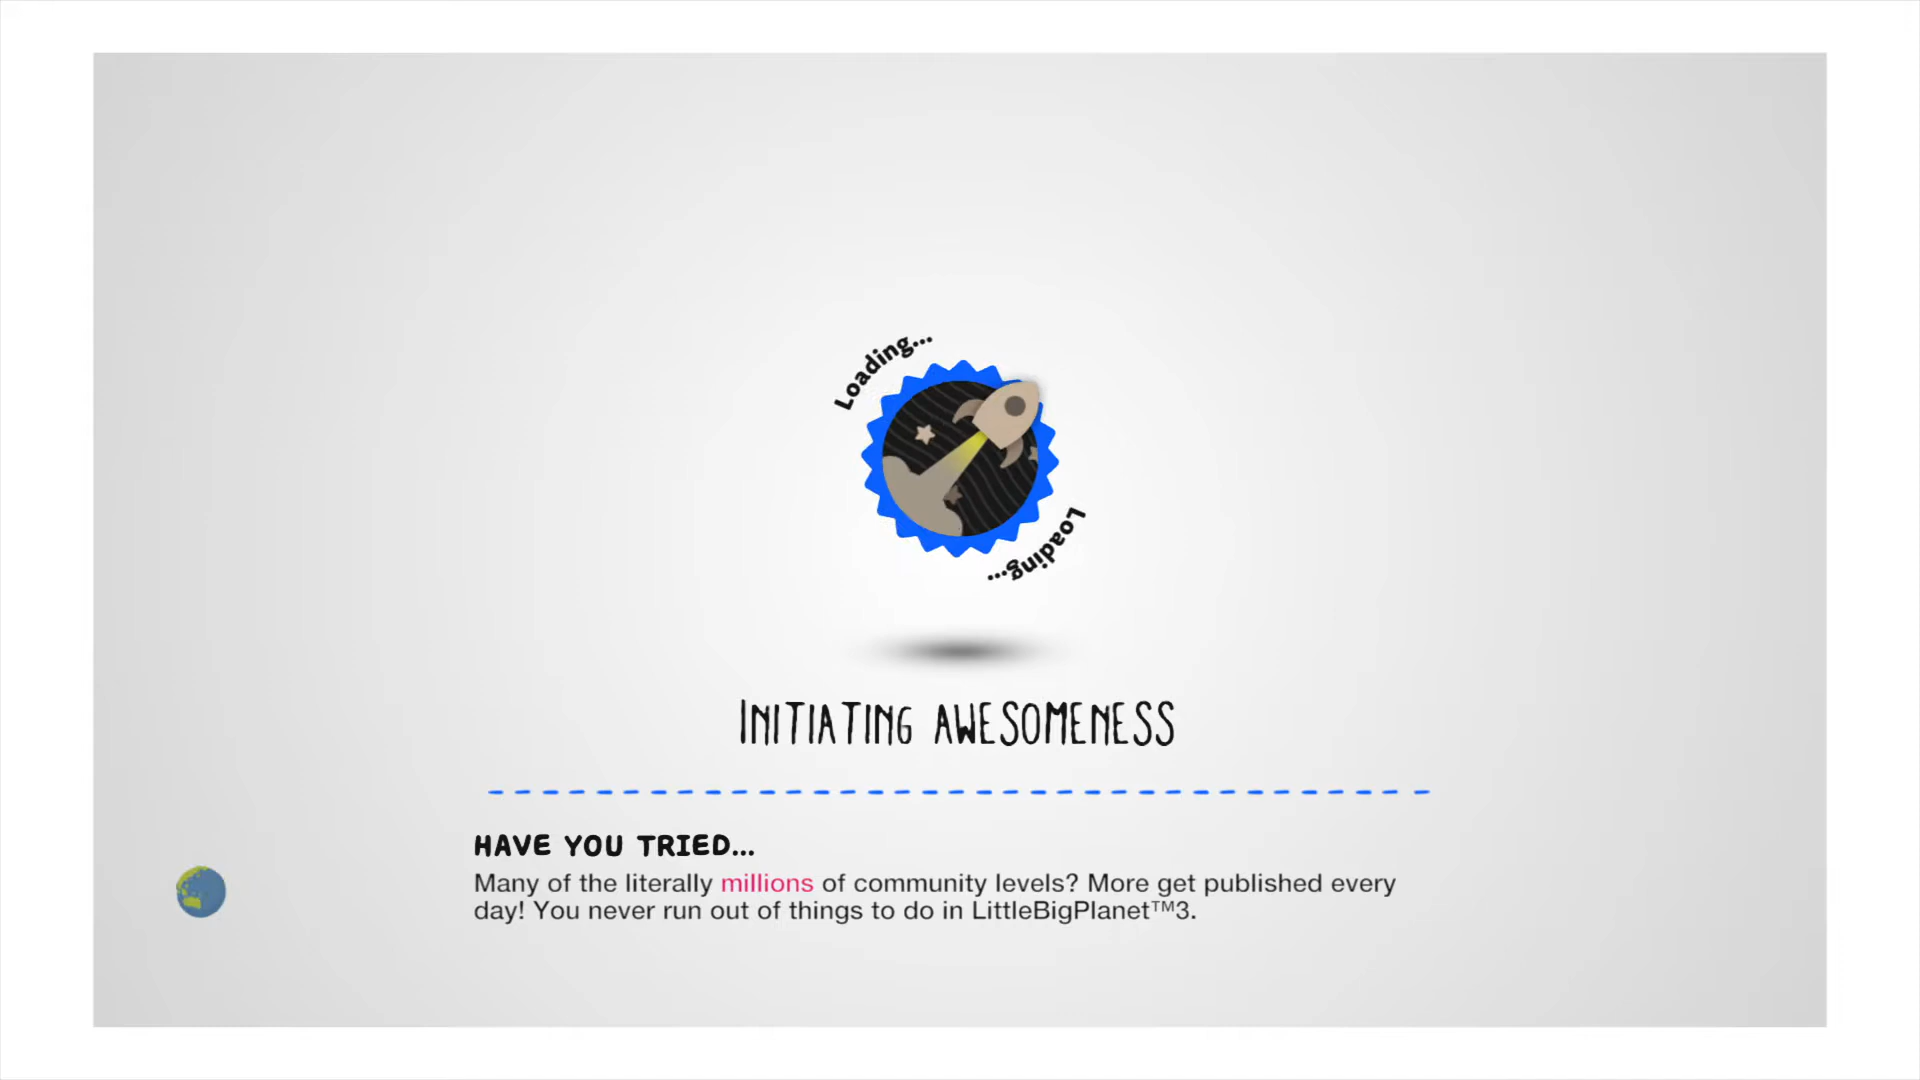 Loading...
Loading...
INITIATING AWESOMENESS
HAVE YOU TRIED...
Many of the literally millions of community levels? More get published every
day! You never run out of things to do in LittleBigPlanet™3.